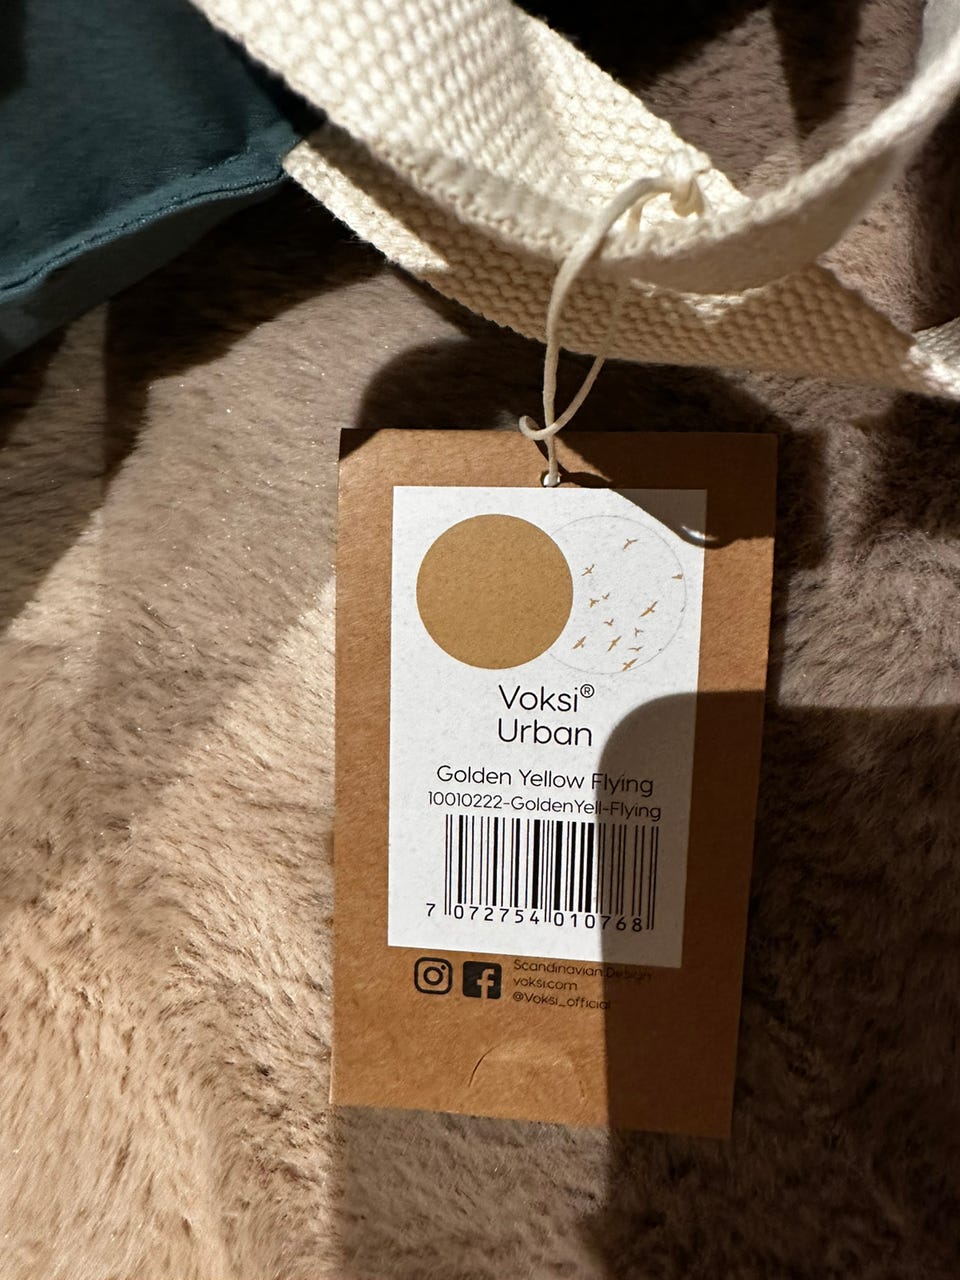 Voksi®
Urban
Golden Yellow Flying
10010222-GoldenYell-Flying
7 072754 010768
Scandinavian Design
voksi.com
@Voksi_official